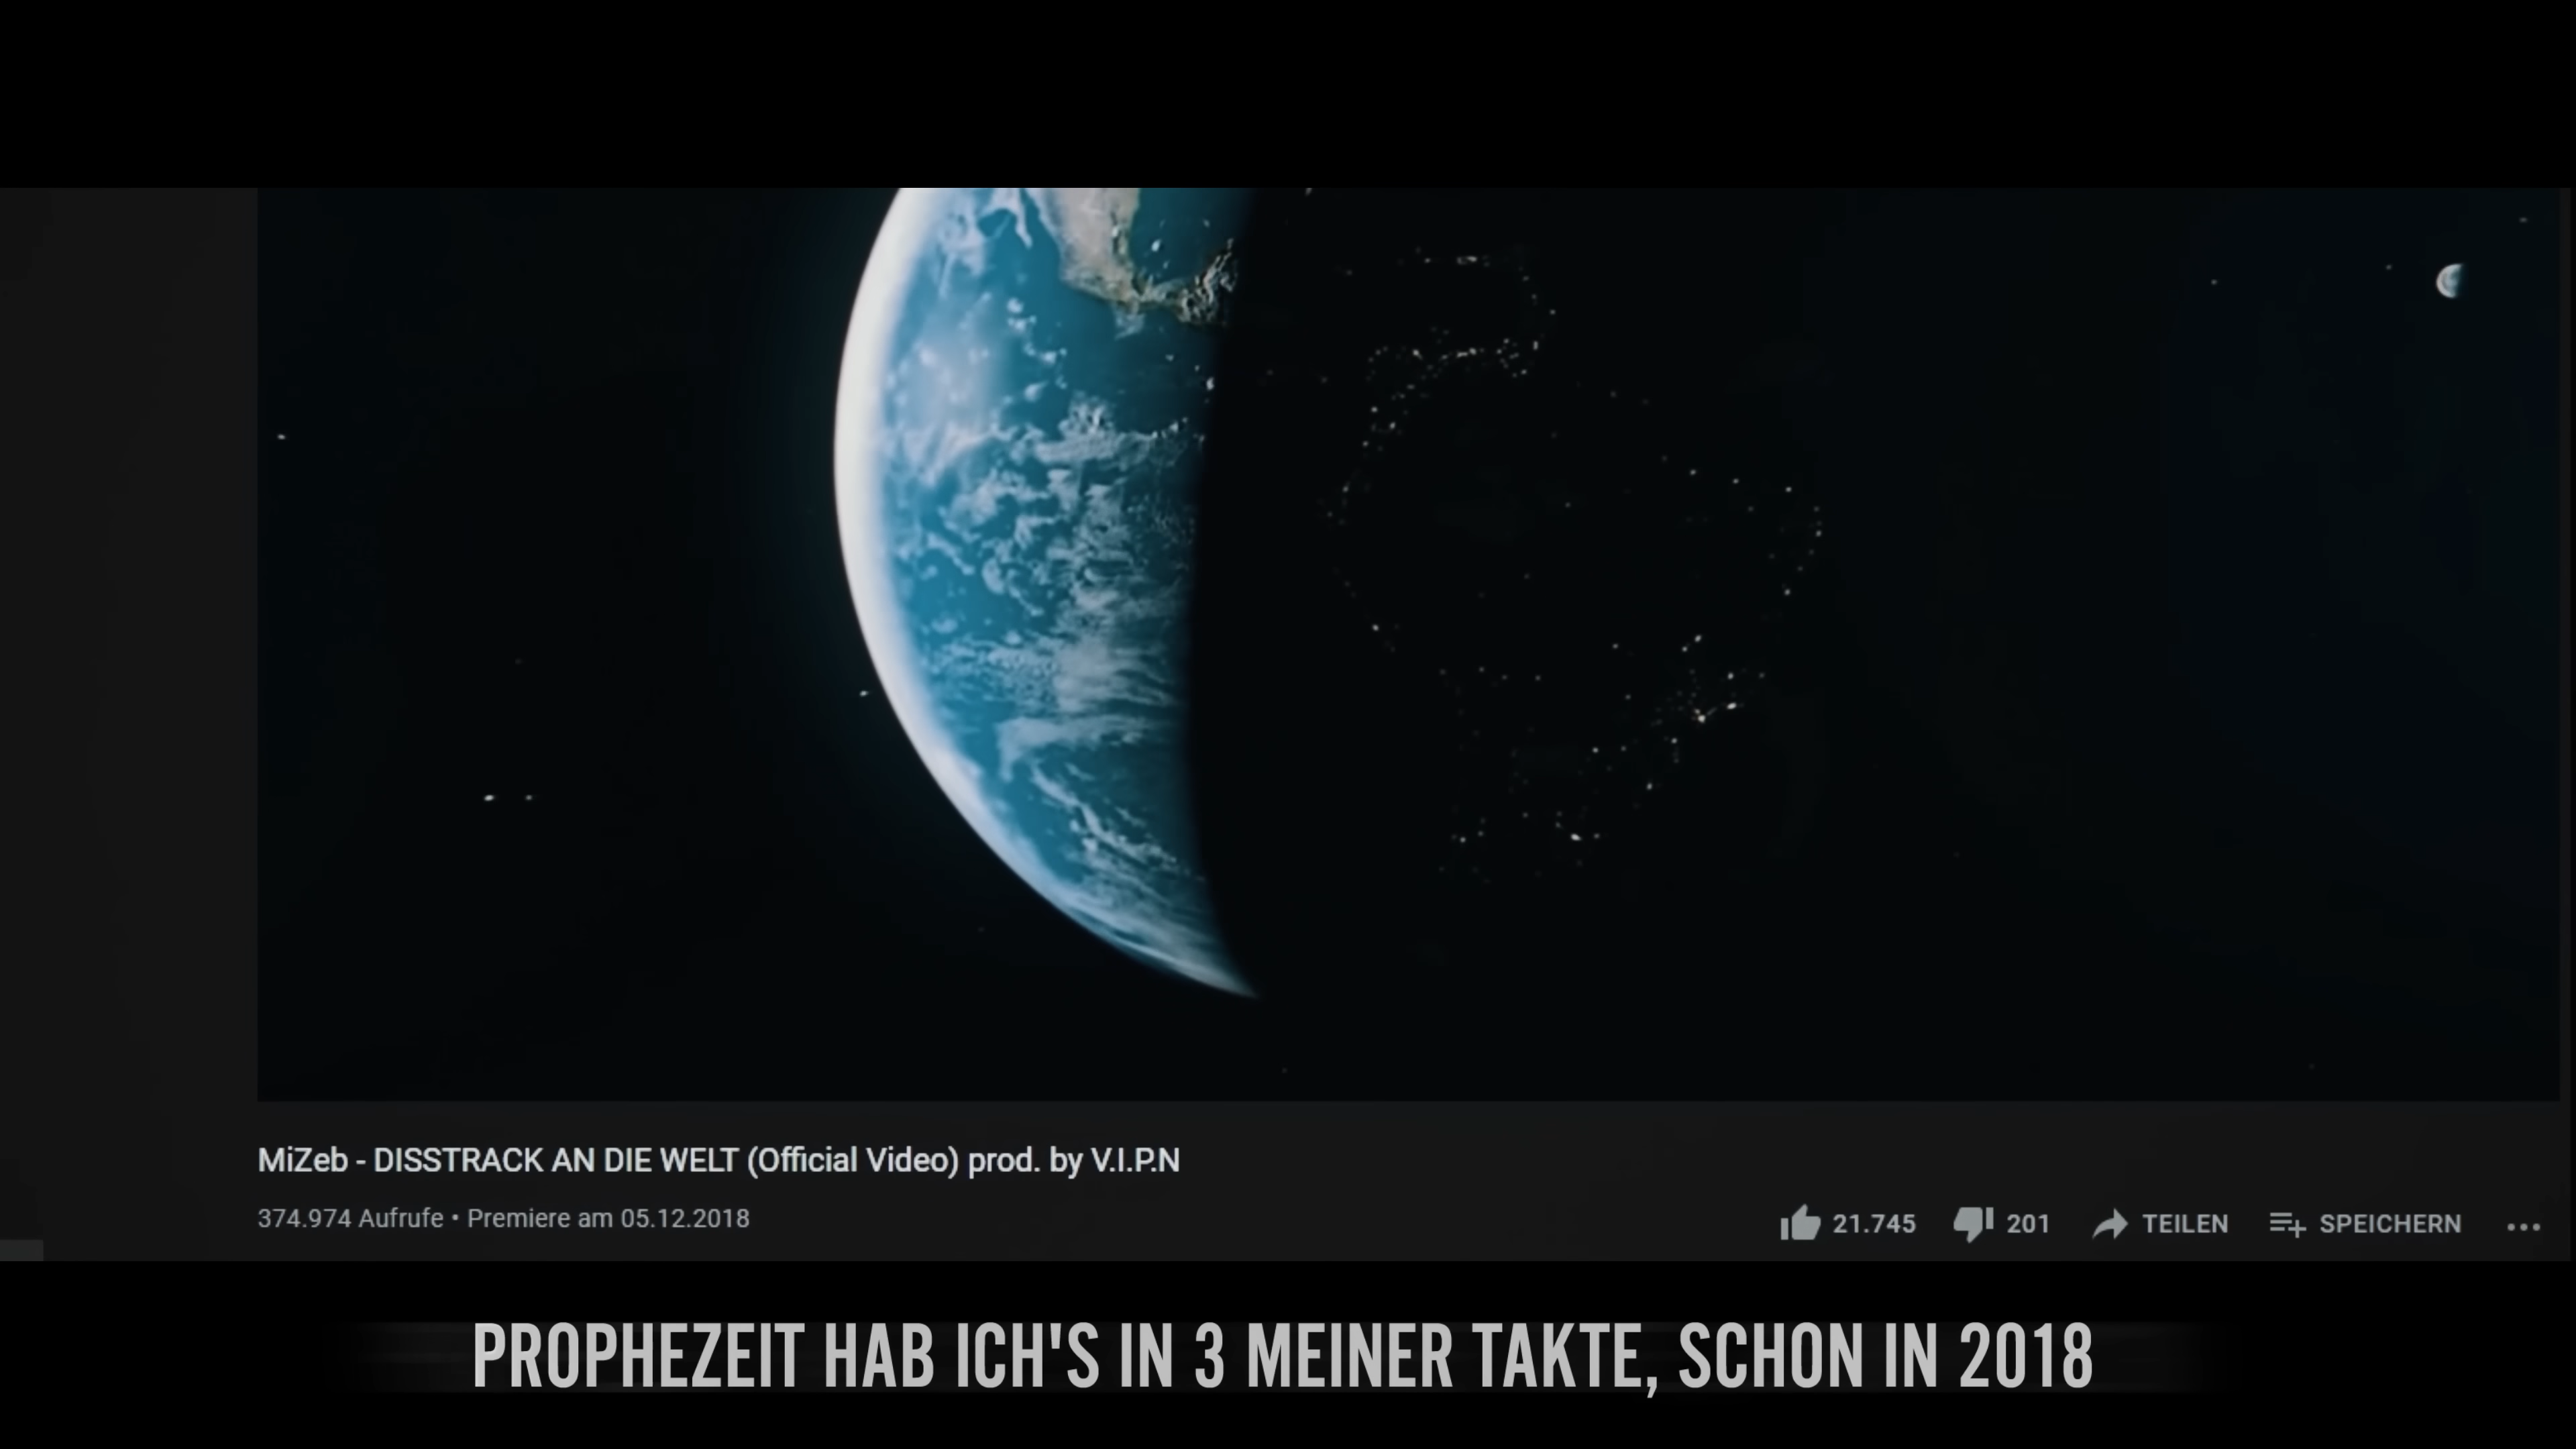 MiZeb - DISSTRACK AN DIE WELT (Official Video) prod. by V.I.P.N
374.974 Aufrufe • Premiere am 05.12.2018
21.745 201 TEILEN SPEICHERN
PROPHEZEIT HAB ICH'S IN 3 MEINER TAKTE, SCHON IN 2018